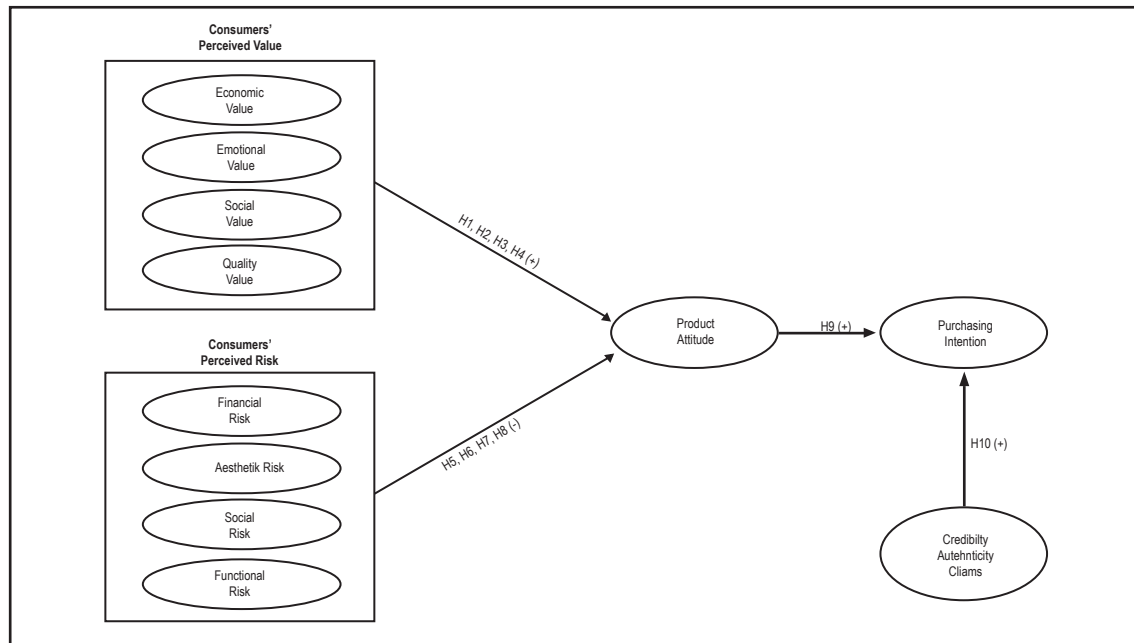 Consumers'
Perceived Value
Economic
Value
Emotional
Value
Social
Value
Quality
Value
H1, H2, H3, H4 (+)
Consumers'
Perceived Risk
Financial
Risk
Aesthetik Risk
Social
Risk
Functional
Risk
H5, H6, H7, H8 (-)
Product
Attitude
H9 (+)
Purchasing
Intention
H10 (+)
Credibilty
Autehnticity
Cliams